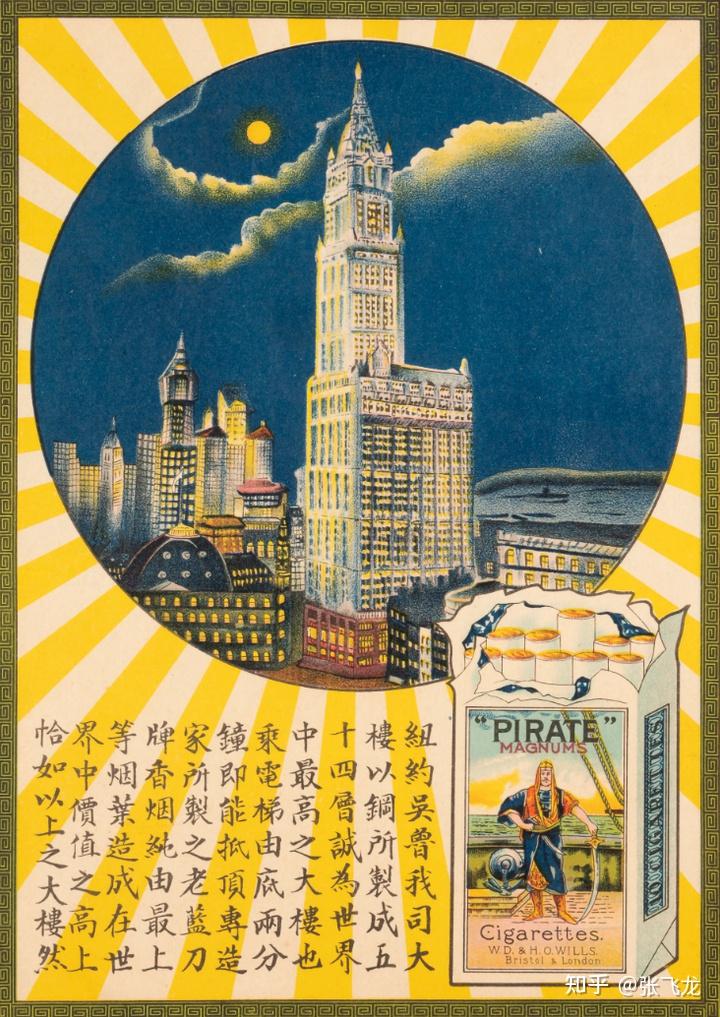 紐約吳魯我司大
樓以鋼所製成五
十四層誠為世界
中最高之大樓也
乘電梯由底兩分
鐘即能抵頂專造
家所製之老藍刀
牌香烟純由最上
等烟葉造成在世
界中價值之高上
恰如以上之大樓然
"PIRATE"
MAGNUMS
Cigarettes.
W.D. & H.O. WILLS.
Bristol & London
知乎 @张飞龙